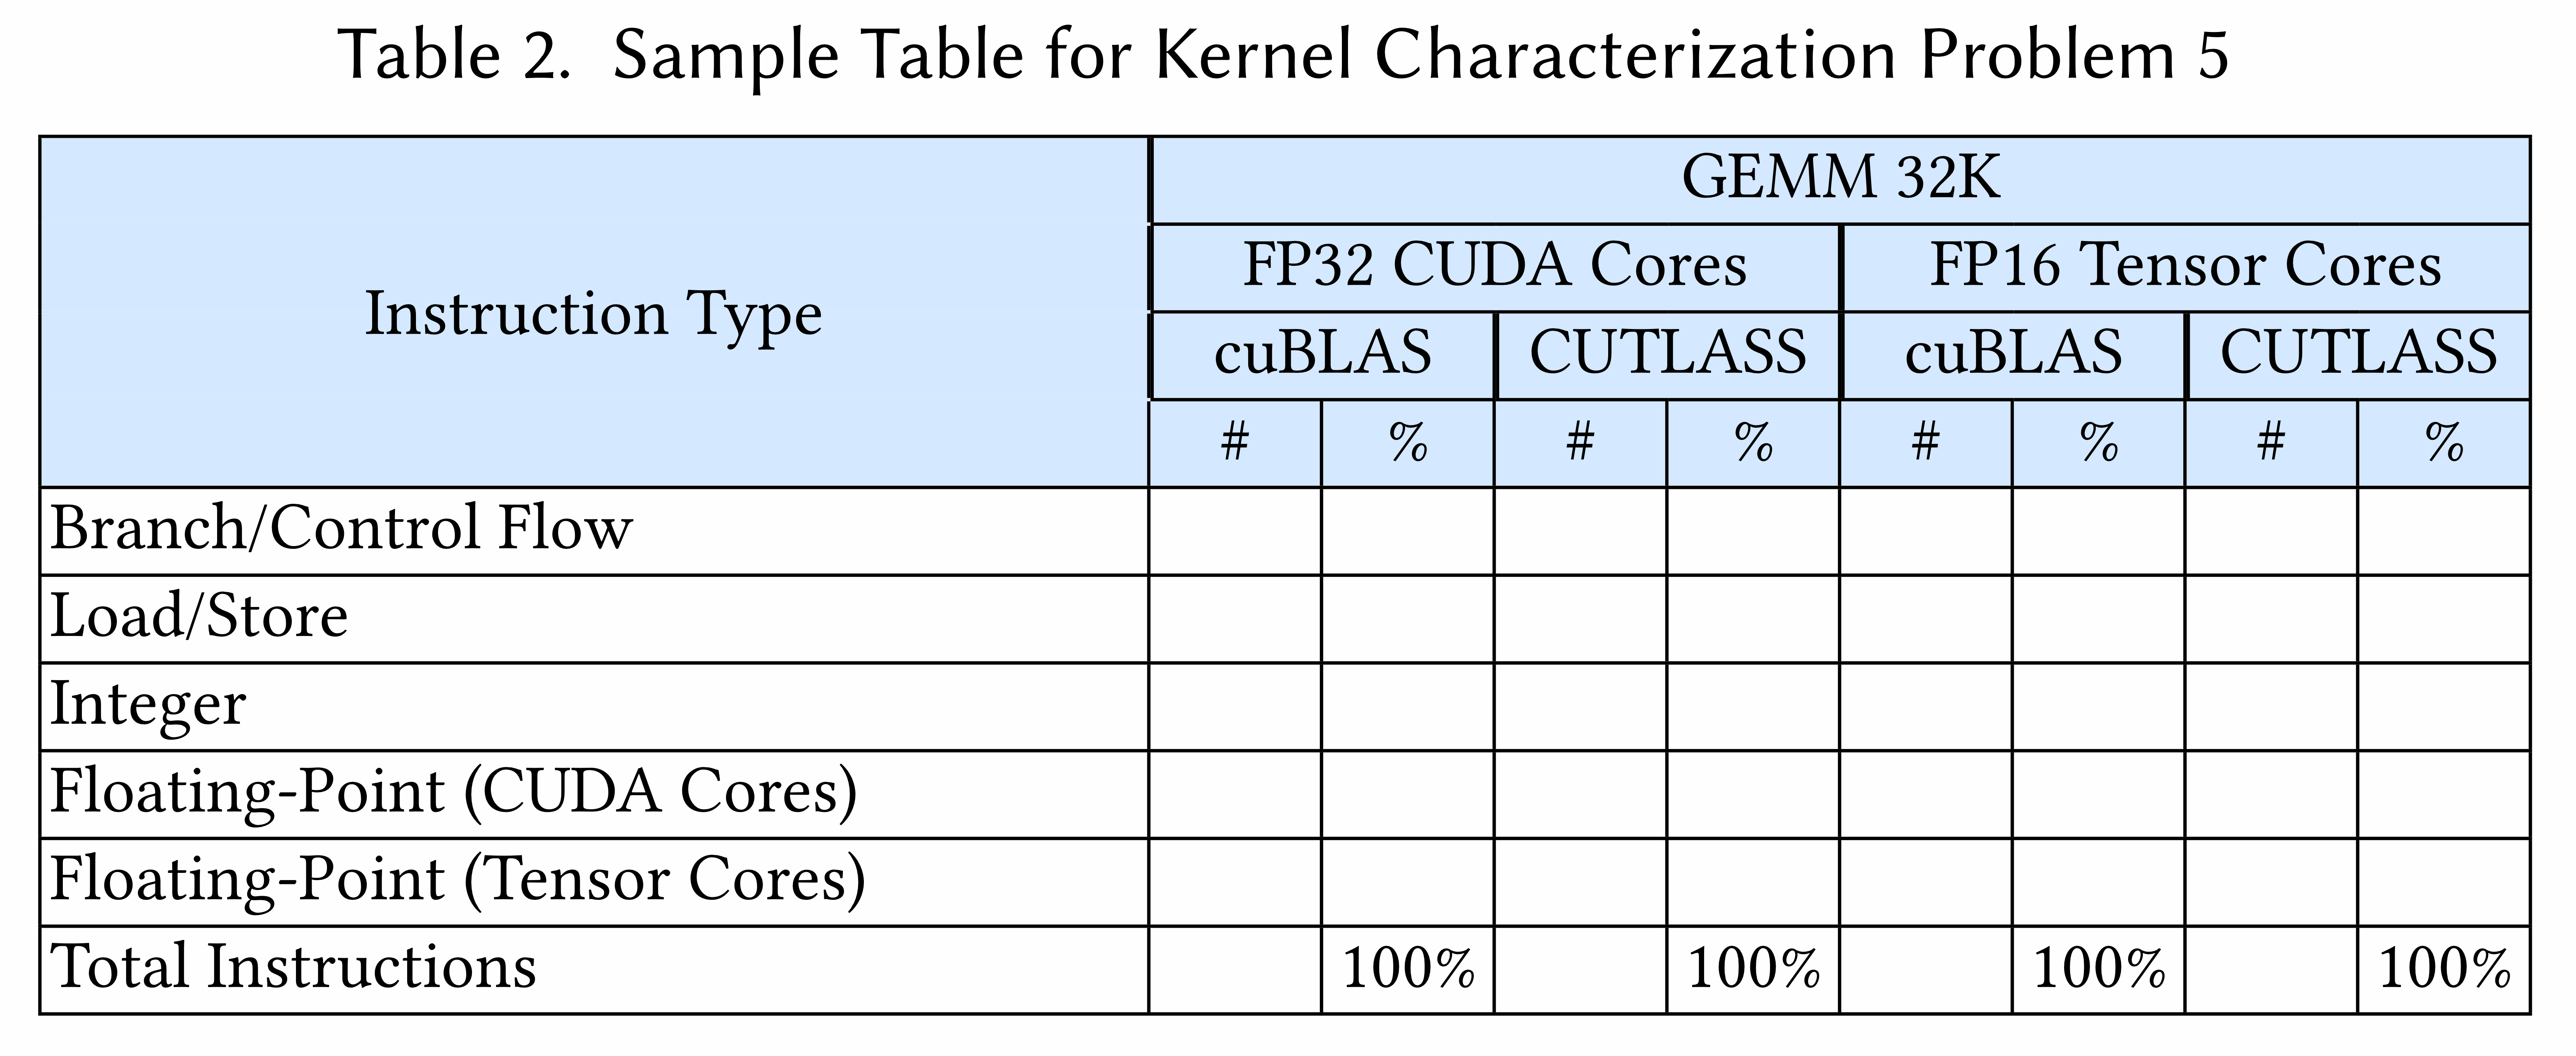 Table 2. Sample Table for Kernel Characterization Problem 5
Instruction Type
GEMM 32K
FP32 CUDA Cores FP16 Tensor Cores
cuBLAS CUTLASS cuBLAS CUTLASS
# % # % # % # %
Branch/Control Flow
Load/Store
Integer
Floating-Point (CUDA Cores)
Floating-Point (Tensor Cores)
Total Instructions 100% 100% 100% 100%